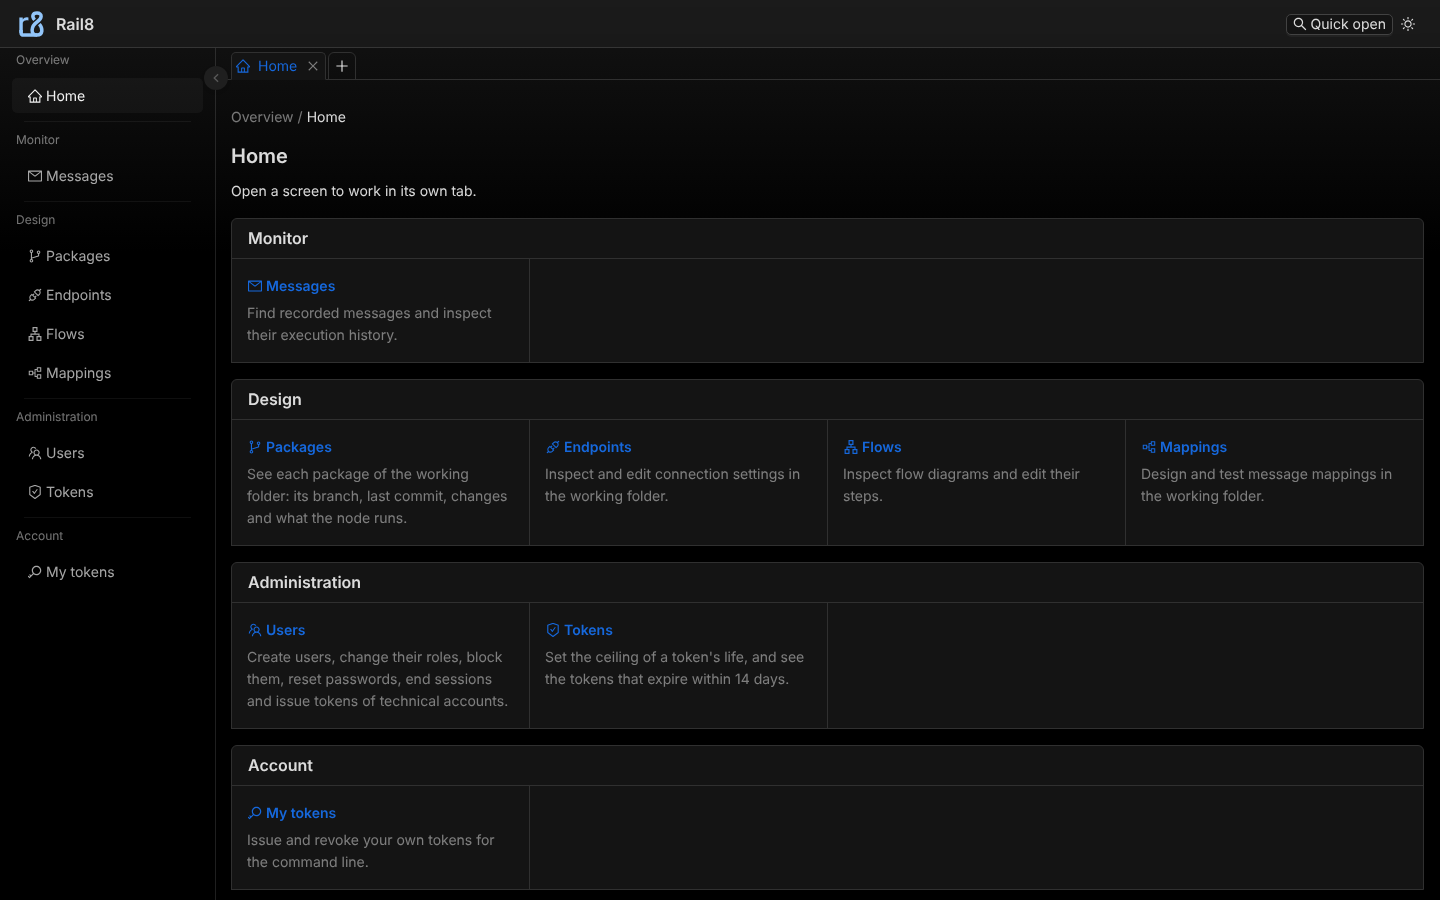 r8 Rail8
Quick open
Overview
Home
Monitor
Messages
Design
Packages
Endpoints
Flows
Mappings
Administration
Users
Tokens
Account
My tokens
Home
Overview / Home
Home
Open a screen to work in its own tab.
Monitor
Messages
Find recorded messages and inspect
their execution history.
Design
Packages
See each package of the working
folder: its branch, last commit, changes
and what the node runs.
Endpoints
Inspect and edit connection settings in
the working folder.
Flows
Inspect flow diagrams and edit their
steps.
Mappings
Design and test message mappings in
the working folder.
Administration
Users
Create users, change their roles, block
them, reset passwords, end sessions
and issue tokens of technical accounts.
Tokens
Set the ceiling of a token's life, and see
the tokens that expire within 14 days.
Account
My tokens
Issue and revoke your own tokens for
the command line.